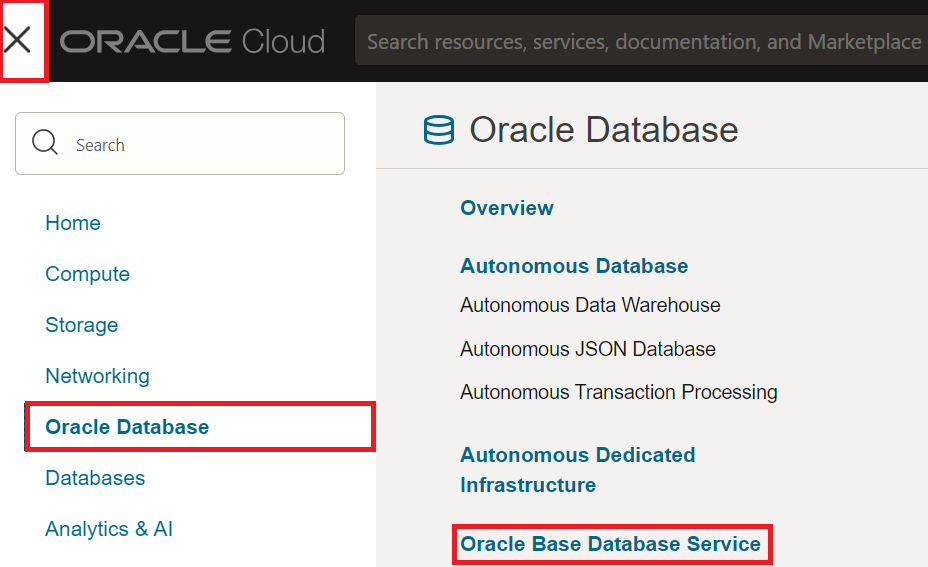 ORACLE Cloud
Search resources, services, documentation, and Marketplace
Search
Home
Compute
Storage
Networking
Oracle Database
Databases
Analytics & AI
Oracle Database
Overview
Autonomous Database
Autonomous Data Warehouse
Autonomous JSON Database
Autonomous Transaction Processing
Autonomous Dedicated
Infrastructure
Oracle Base Database Service